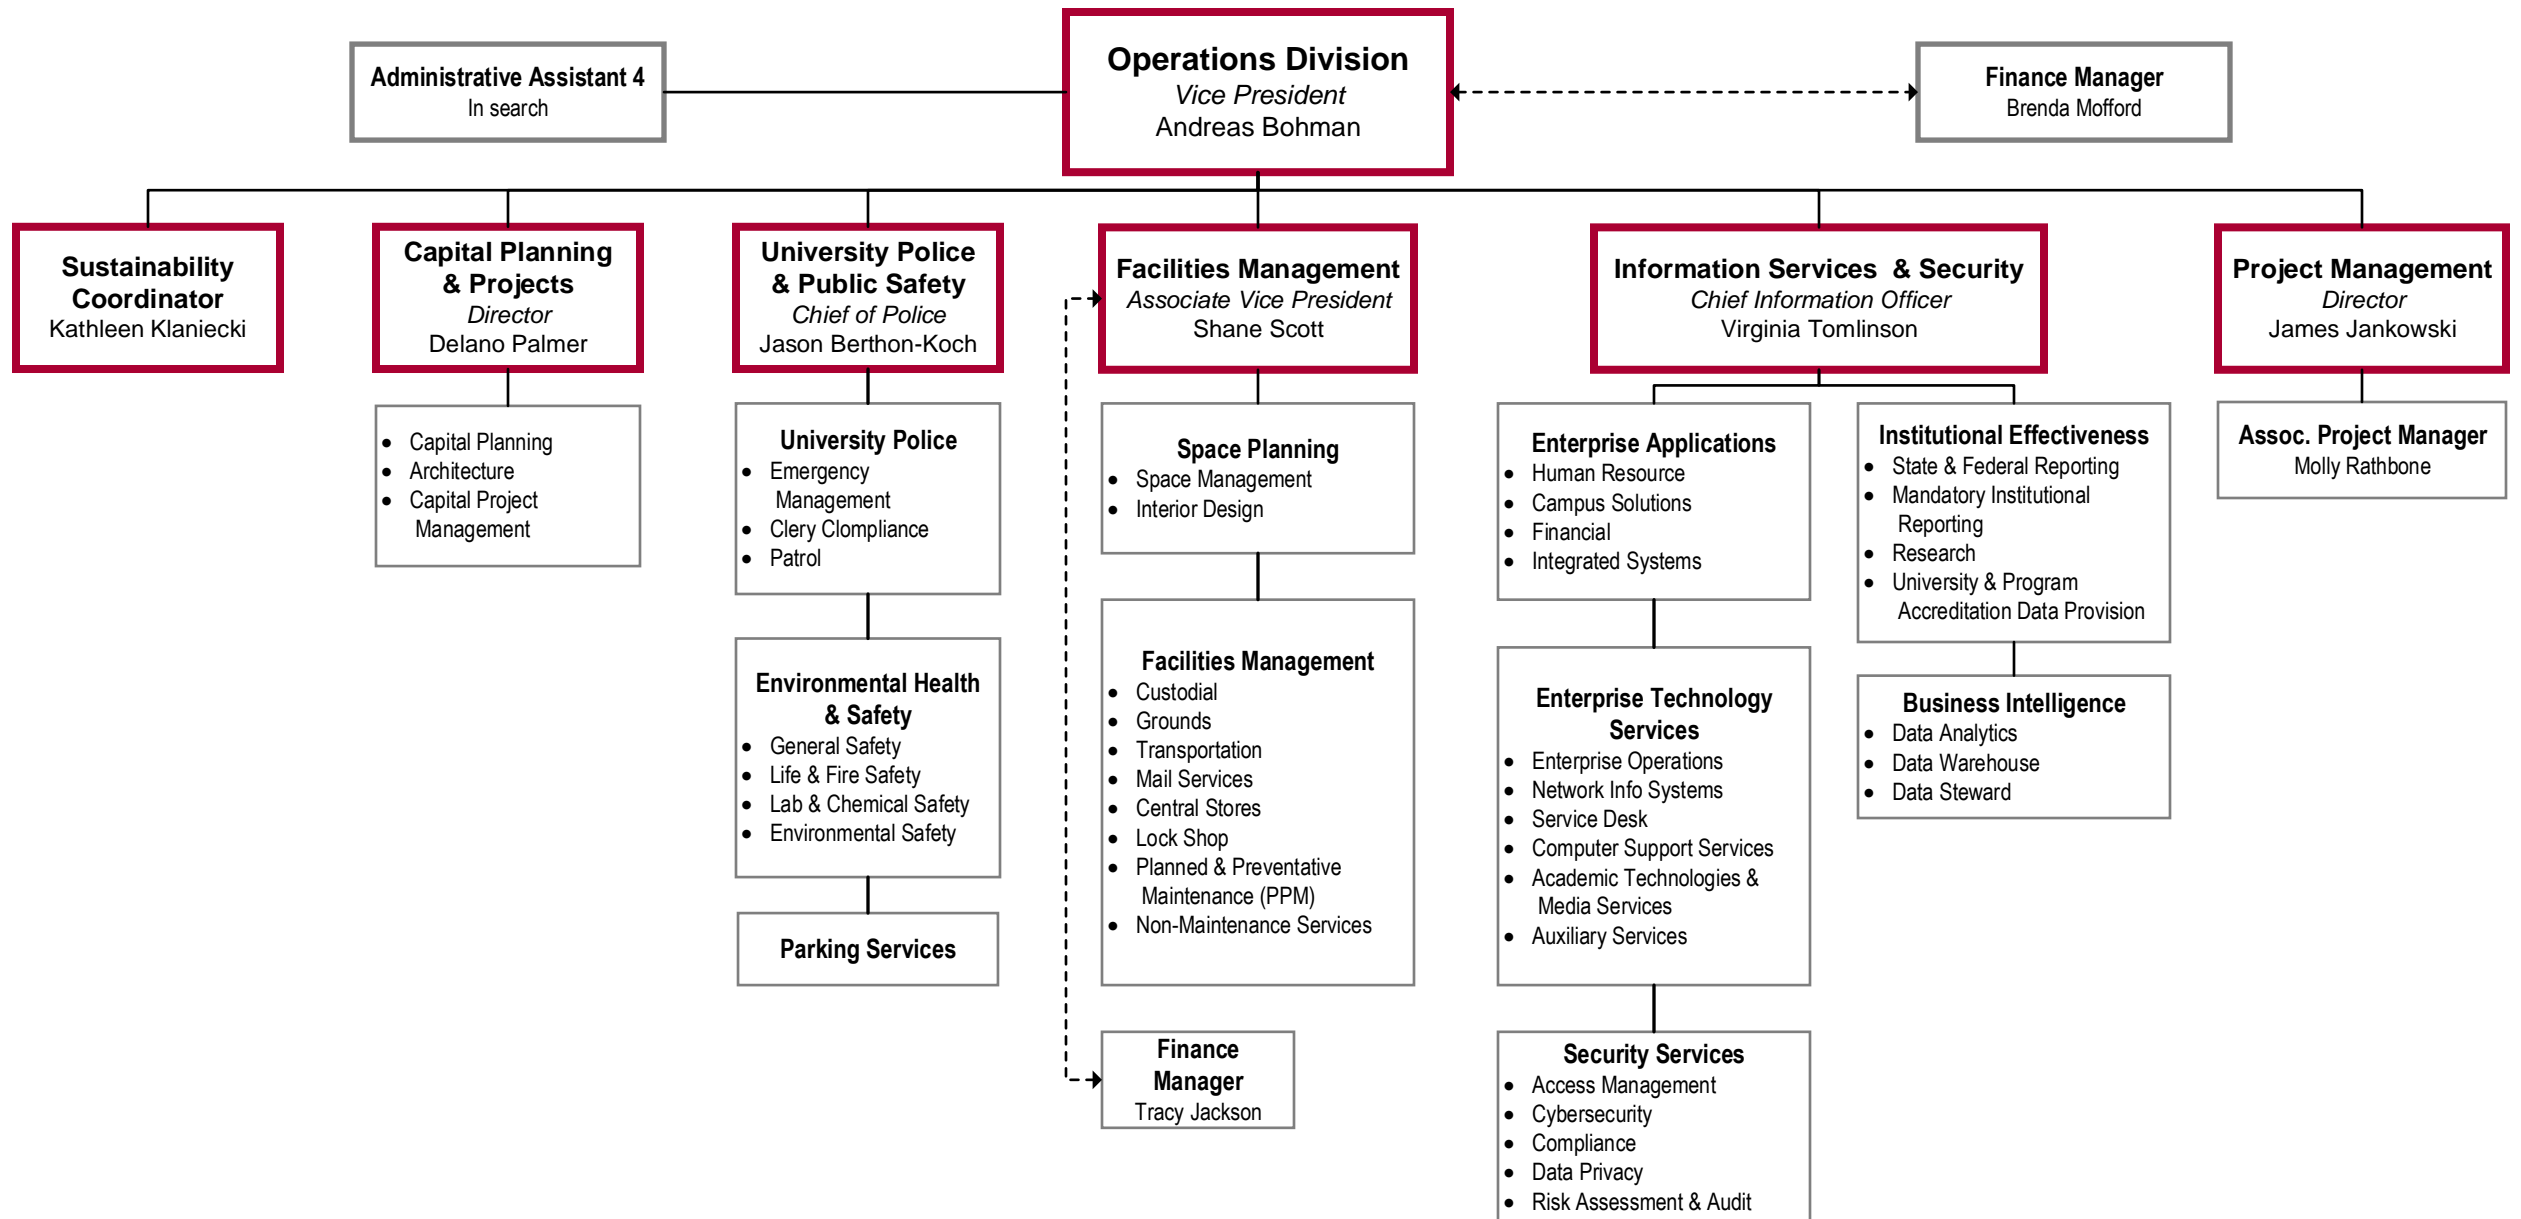 Administrative Assistant 4
In search
Operations Division
Vice President
Andreas Bohman
Finance Manager
Brenda Mofford
Sustainability
Coordinator
Kathleen Klaniecki
Capital Planning
& Projects
Director
Delano Palmer
• Capital Planning
• Architecture
• Capital Project
Management
University Police
& Public Safety
Chief of Police
Jason Berthon-Koch
University Police
• Emergency
Management
• Clery Clompliance
• Patrol
Environmental Health
& Safety
• General Safety
• Life & Fire Safety
• Lab & Chemical Safety
• Environmental Safety
Parking Services
Facilities Management
Associate Vice President
Shane Scott
Space Planning
• Space Management
• Interior Design
Facilities Management
• Custodial
• Grounds
• Transportation
• Mail Services
• Central Stores
• Lock Shop
• Planned & Preventative
Maintenance (PPM)
• Non-Maintenance Services
Finance
Manager
Tracy Jackson
Information Services & Security
Chief Information Officer
Virginia Tomlinson
Enterprise Applications
• Human Resource
• Campus Solutions
• Financial
• Integrated Systems
Enterprise Technology
Services
• Enterprise Operations
• Network Info Systems
• Service Desk
• Computer Support Services
• Academic Technologies &
Media Services
• Auxiliary Services
Security Services
• Access Management
• Cybersecurity
• Compliance
• Data Privacy
• Risk Assessment & Audit
Institutional Effectiveness
• State & Federal Reporting
• Mandatory Institutional
Reporting
• Research
• University & Program
Accreditation Data Provision
Business Intelligence
• Data Analytics
• Data Warehouse
• Data Steward
Project Management
Director
James Jankowski
Assoc. Project Manager
Molly Rathbone